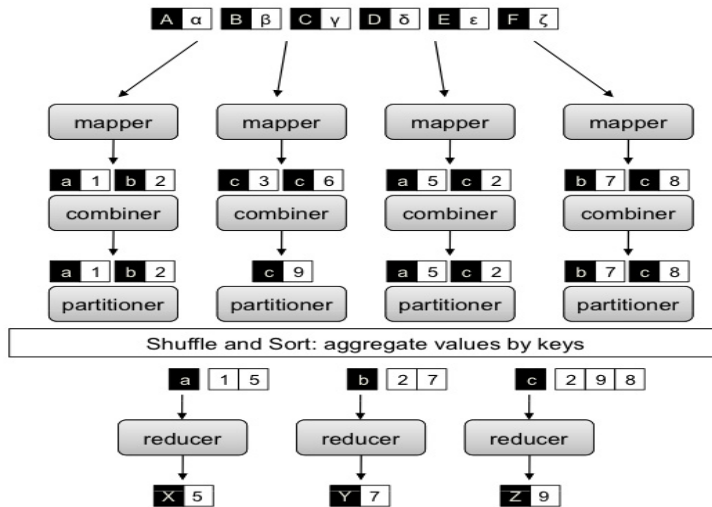 A α B β C γ D δ E ε F ζ
mapper mapper mapper mapper
a 1 b 2 c 3 c 6 a 5 c 2 b 7 c 8
combiner combiner combiner combiner
a 1 b 2 c 9 a 5 c 2 b 7 c 8
partitioner partitioner partitioner partitioner
Shuffle and Sort: aggregate values by keys
a 1 5 b 2 7 c 2 9 8
reducer reducer reducer
X 5 Y 7 Z 9